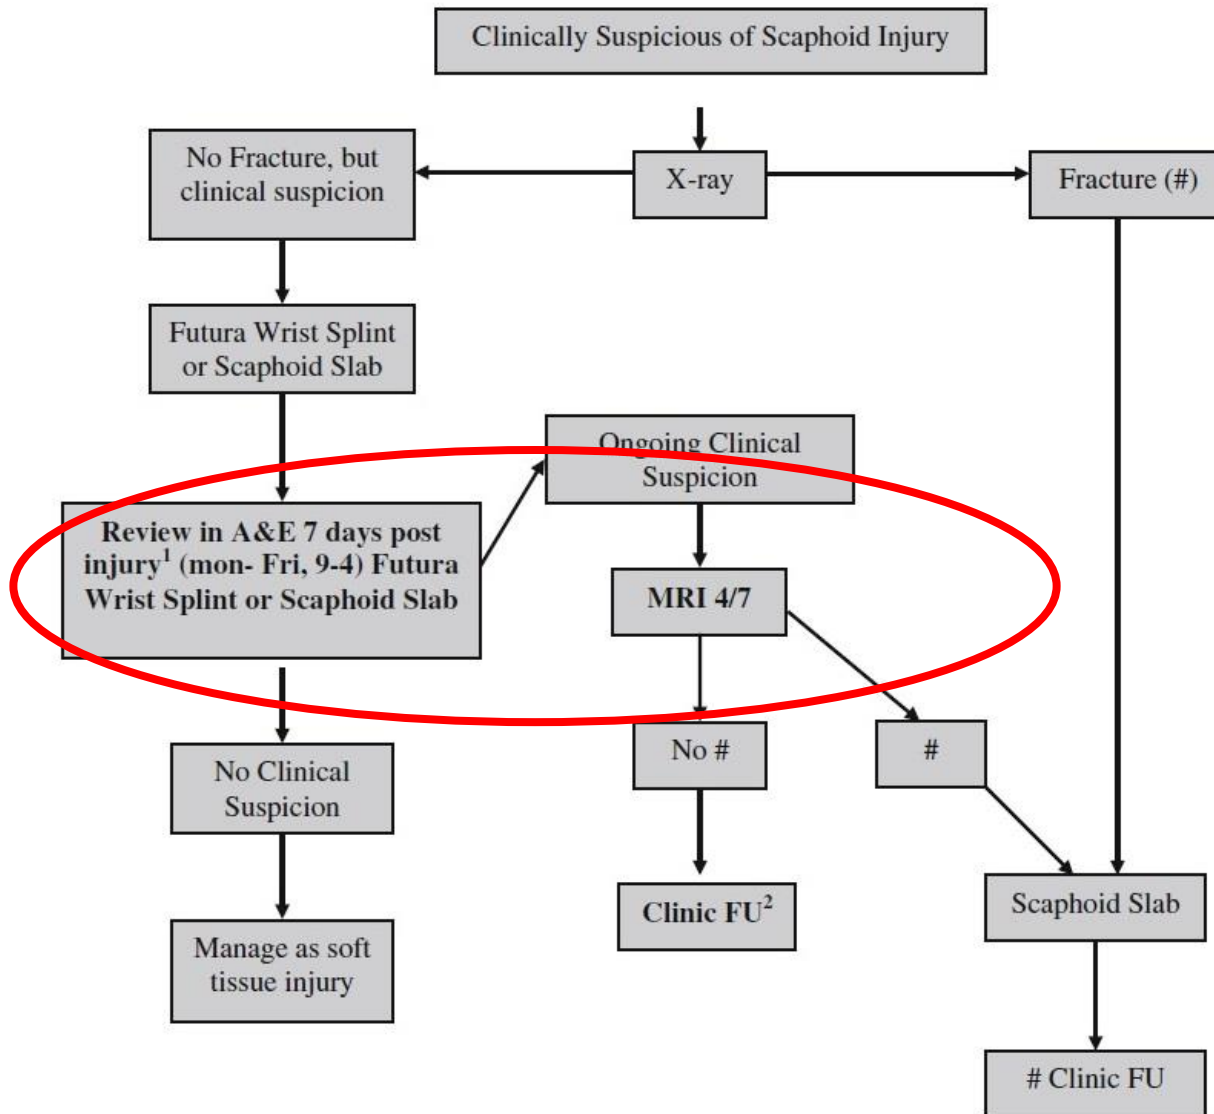 Clinically Suspicious of Scaphoid Injury
No Fracture, but
clinical suspicion
X-ray
Fracture (#)
Futura Wrist Splint
or Scaphoid Slab
Ongoing Clinical
Suspicion
Review in A&E 7 days post
injury¹ (mon- Fri, 9-4) Futura
Wrist Splint or Scaphoid Slab
MRI 4/7
No #
#
No Clinical
Suspicion
Clinic FU²
Scaphoid Slab
Manage as soft
tissue injury
# Clinic FU